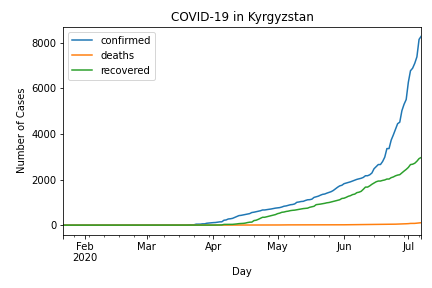 COVID-19 in Kyrgyzstan
confirmed
deaths
recovered
Number of Cases
8000
6000
4000
2000
0
Feb Mar Apr May Jun Jul
2020
Day